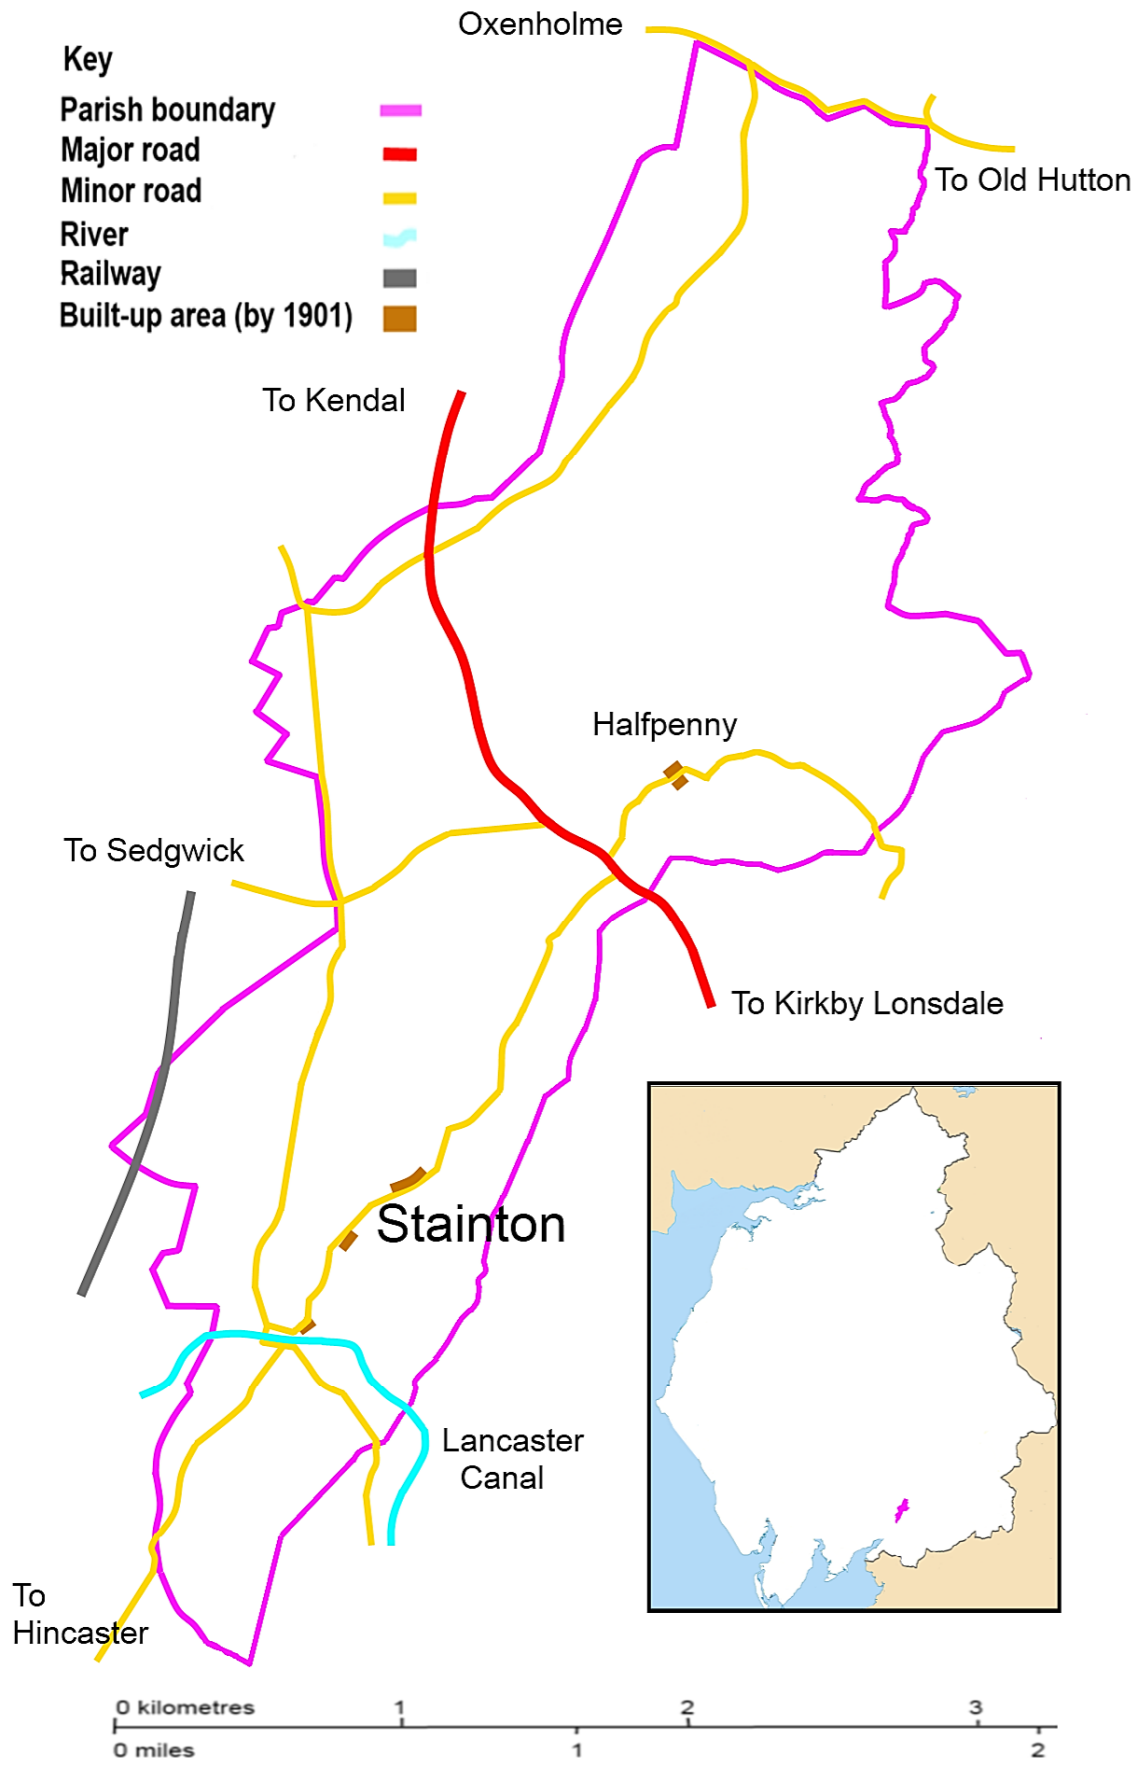 Oxenholme
Key
Parish boundary
Major road
Minor road
River
Railway
Built-up area (by 1901)
To Old Hutton
To Kendal
Halfpenny
To Sedgwick
To Kirkby Lonsdale
Stainton
Lancaster
Canal
To
Hincaster
0 kilometres 1 2 3
0 miles 1 2